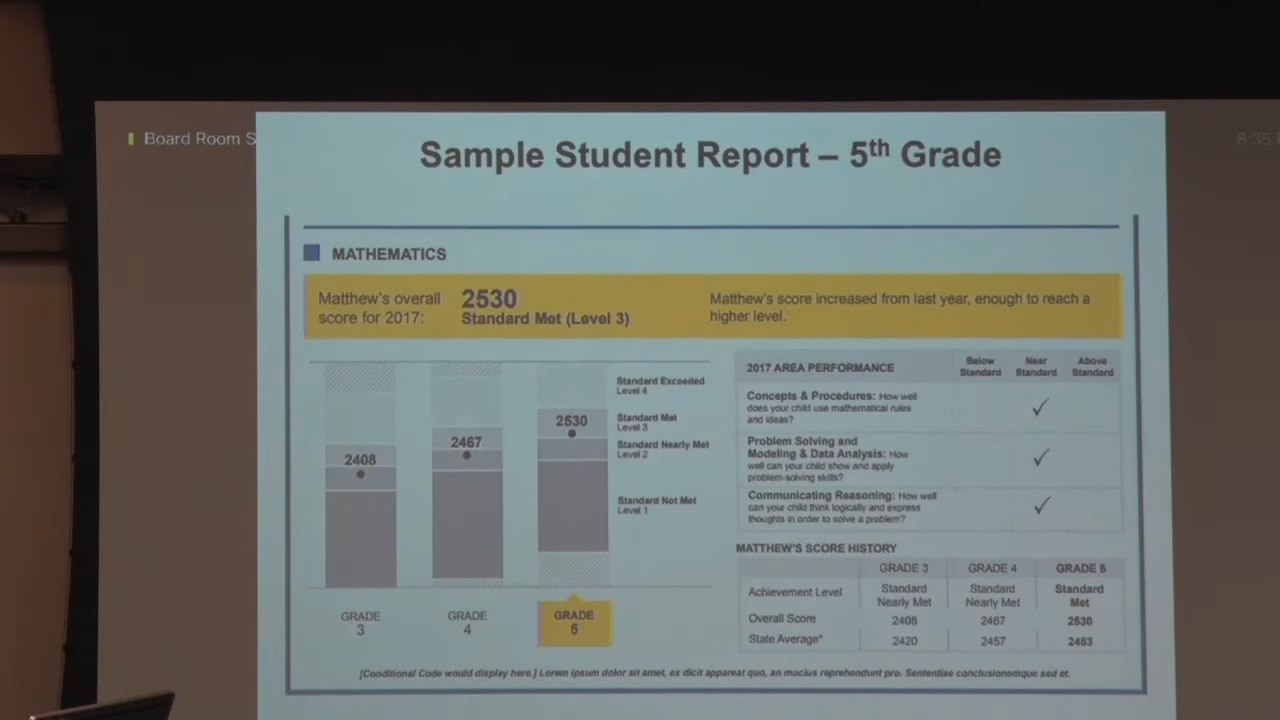 Board Room S
8:35
Sample Student Report – 5th Grade
MATHEMATICS
Matthew's overall
score for 2017:
2530
Standard Met (Level 3)
Matthew's score increased from last year, enough to reach a
higher level.
2408
2467
2530
Standard Exceeded
Level 4
Standard Met
Level 3
Standard Nearly Met
Level 2
Standard Not Met
Level 1
GRADE
3
GRADE
4
GRADE
5
2017 AREA PERFORMANCE
Below
Standard
Near
Standard
Above
Standard
Concepts & Procedures: How well
does your child use mathematical rules
and ideas?
✓
Problem Solving and
Modeling & Data Analysis: How
well can your child show and apply
problem-solving skills?
✓
Communicating Reasoning: How well
can your child think logically and express
thoughts in order to solve a problem?
✓
MATTHEW'S SCORE HISTORY
GRADE 3 GRADE 4 GRADE 5
Achievement Level
Standard
Nearly Met
Standard
Nearly Met
Standard
Met
Overall Score 2408 2467 2530
State Average* 2420 2457 2483
[Conditional Code would display here.] Lorem ipsum dolor sit amet, ex dicit appareat quo, an mucius reprehendunt pro. Sententiae conclusionemque sed et.